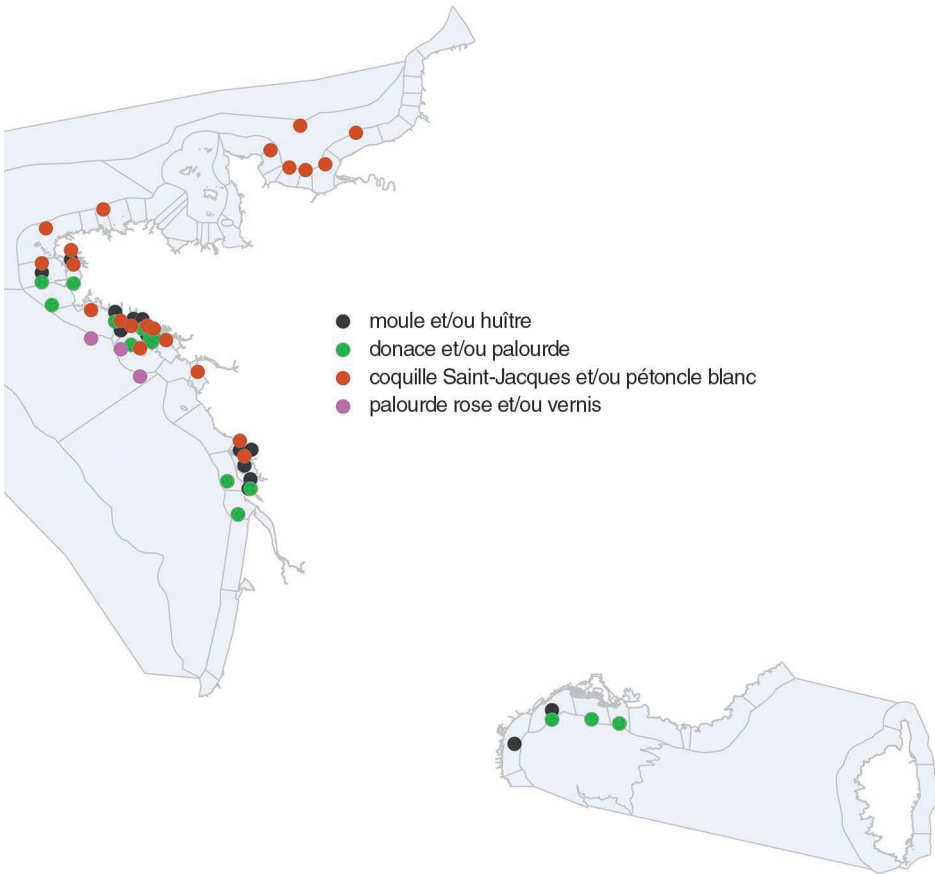 moule et/ou huître
donace et/ou palourde
coquille Saint-Jacques et/ou pétoncle blanc
palourde rose et/ou vernis